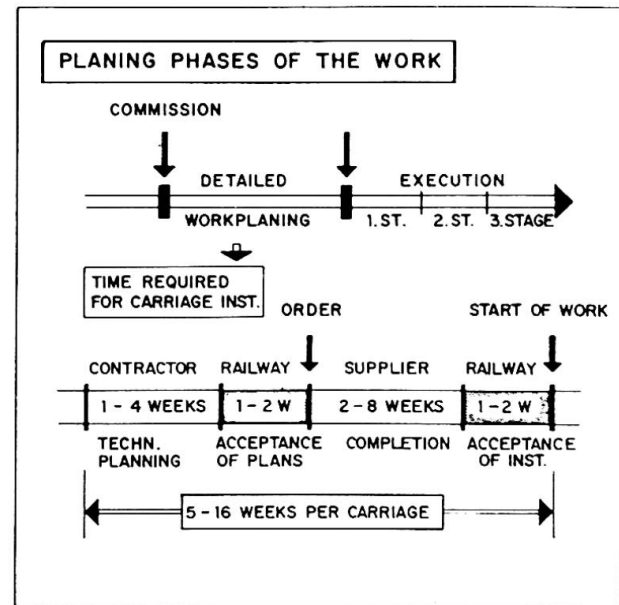 PLANING PHASES OF THE WORK
COMMISSION
DETAILED
EXECUTION
WORKPLANING
1. ST.
2. ST.
3. STAGE
TIME REQUIRED
FOR CARRIAGE INST.
ORDER
START OF WORK
CONTRACTOR
RAILWAY
SUPPLIER
RAILWAY
1 - 4 WEEKS
1 - 2 W
2 - 8 WEEKS
1 - 2 W
TECHN.
PLANNING
ACCEPTANCE
OF PLANS
COMPLETION
ACCEPTANCE
OF INST.
5 - 16 WEEKS PER CARRIAGE